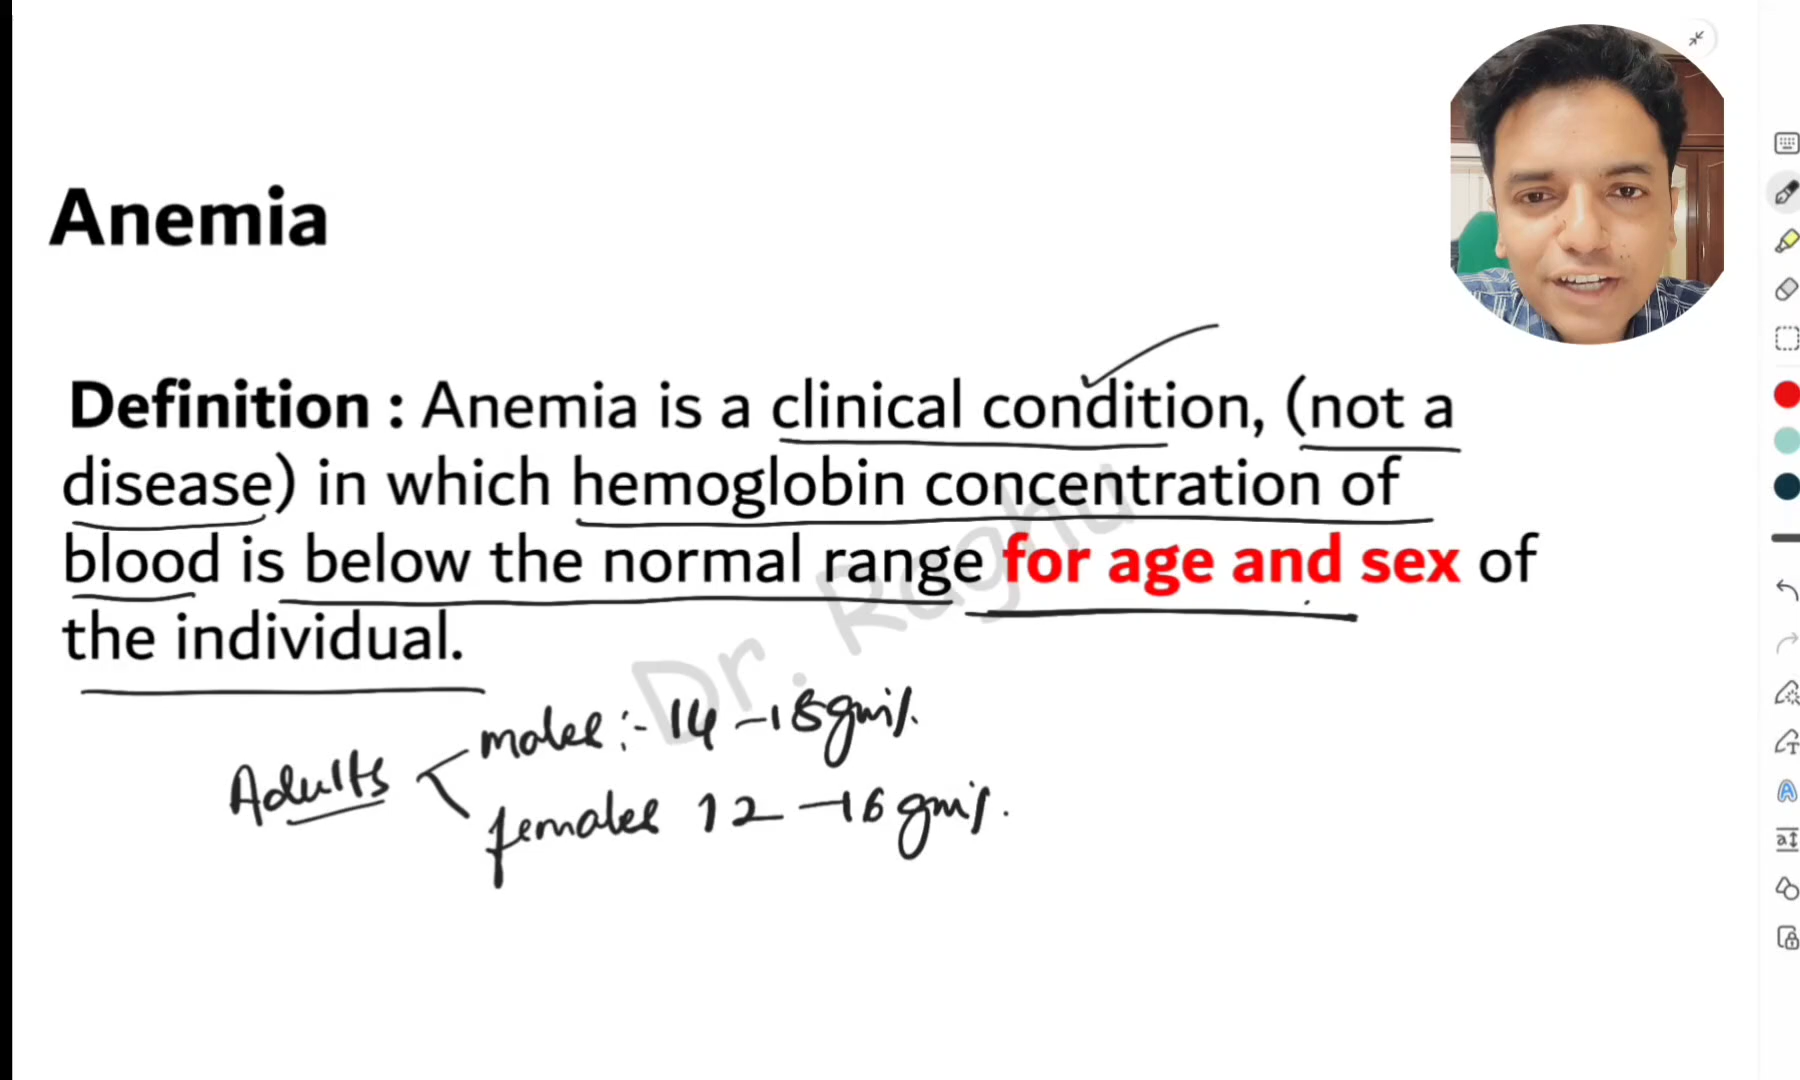 Anemia
Definition : Anemia is a clinical condition, (not a
disease) in which hemoglobin concentration of
blood is below the normal range for age and sex of
the individual.
Dr. Raghu
Adults
males :- 14 - 18 gm%.
females 12 - 16 gm%.